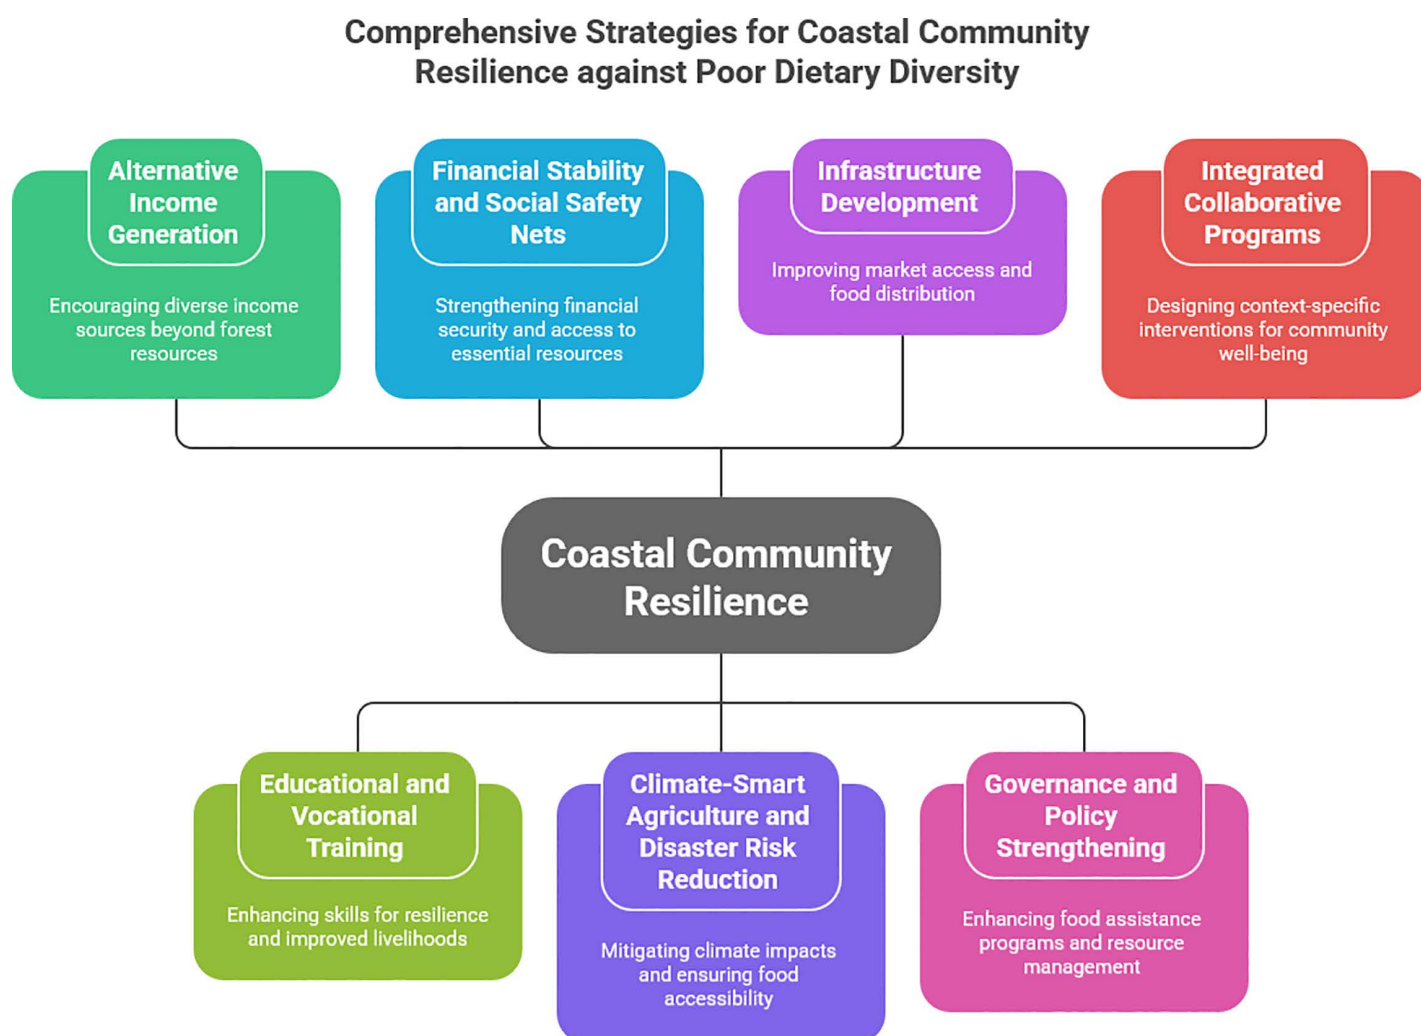 Comprehensive Strategies for Coastal Community
Resilience against Poor Dietary Diversity
Alternative
Income
Generation
Encouraging diverse income
sources beyond forest
resources
Financial Stability
and Social Safety
Nets
Strengthening financial
security and access to
essential resources
Infrastructure
Development
Improving market access and
food distribution
Integrated
Collaborative
Programs
Designing context-specific
interventions for community
well-being
Coastal Community
Resilience
Educational and
Vocational
Training
Enhancing skills for resilience
and improved livelihoods
Climate-Smart
Agriculture and
Disaster Risk
Reduction
Mitigating climate impacts
and ensuring food
accessibility
Governance and
Policy
Strengthening
Enhancing food assistance
programs and resource
management